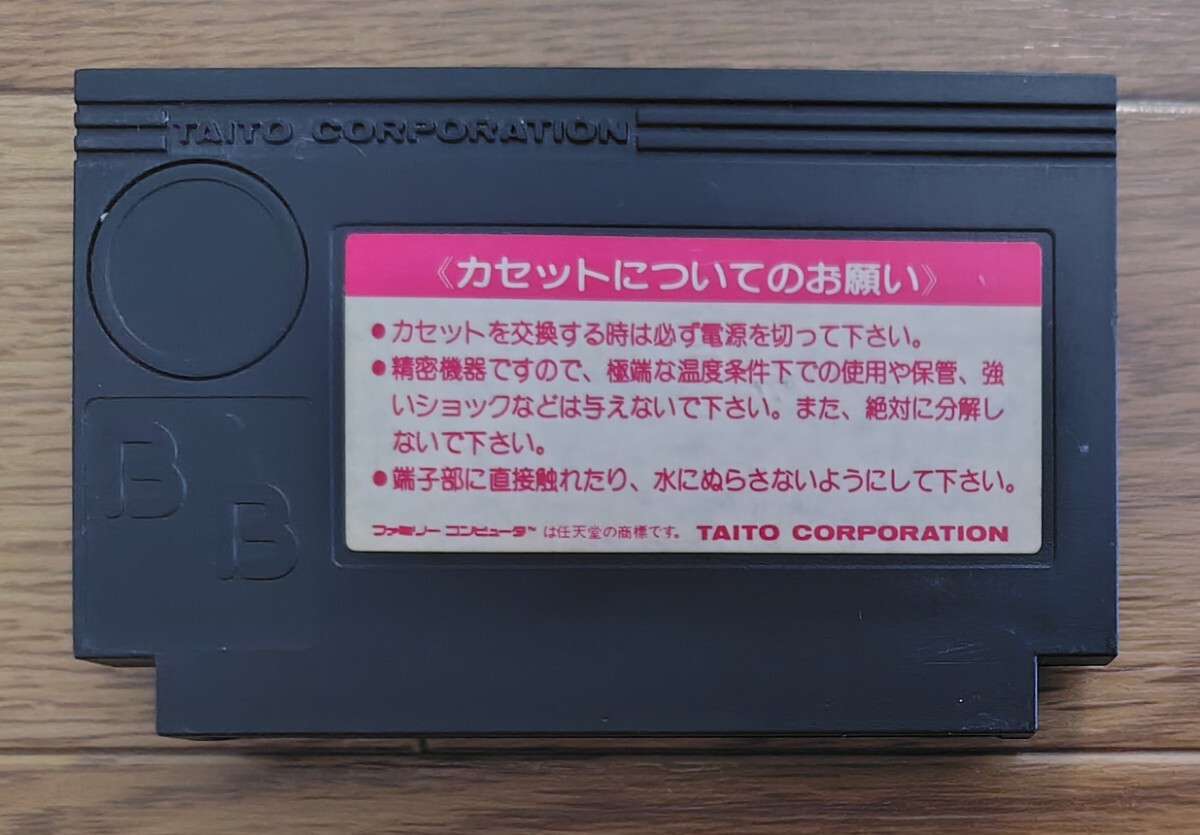 TAITO CORPORATION
《カセットについてのお願い》
●カセットを交換する時は必ず電源を切って下さい。
●精密機器ですので、極端な温度条件下での使用や保管、強
いショックなどは与えないで下さい。また、絶対に分解し
ないで下さい。
●端子部に直接触れたり、水にぬらさないようにして下さい。
ファミリー コンピュータ™ は任天堂の商標です。 TAITO CORPORATION
B
B